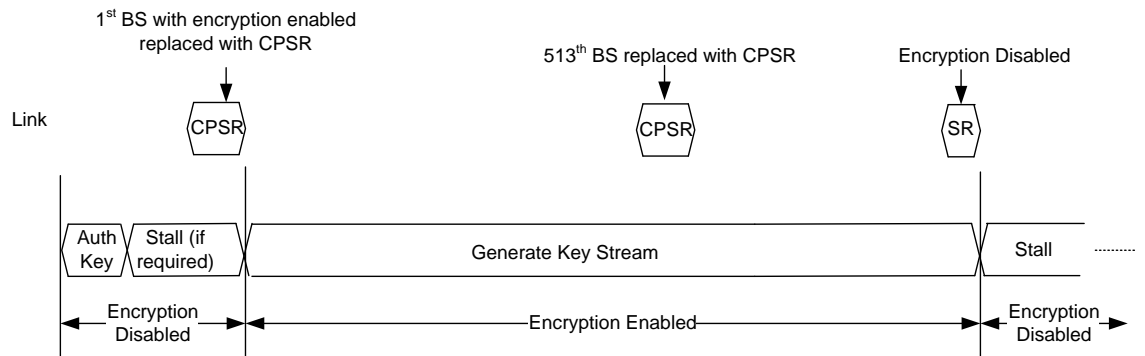 1st BS with encryption enabled
replaced with CPSR
513th BS replaced with CPSR
Encryption Disabled
Link
CPSR
CPSR
SR
Auth
Key
Stall (if
required)
Generate Key Stream
Stall
Encryption
Disabled
Encryption Enabled
Encryption
Disabled